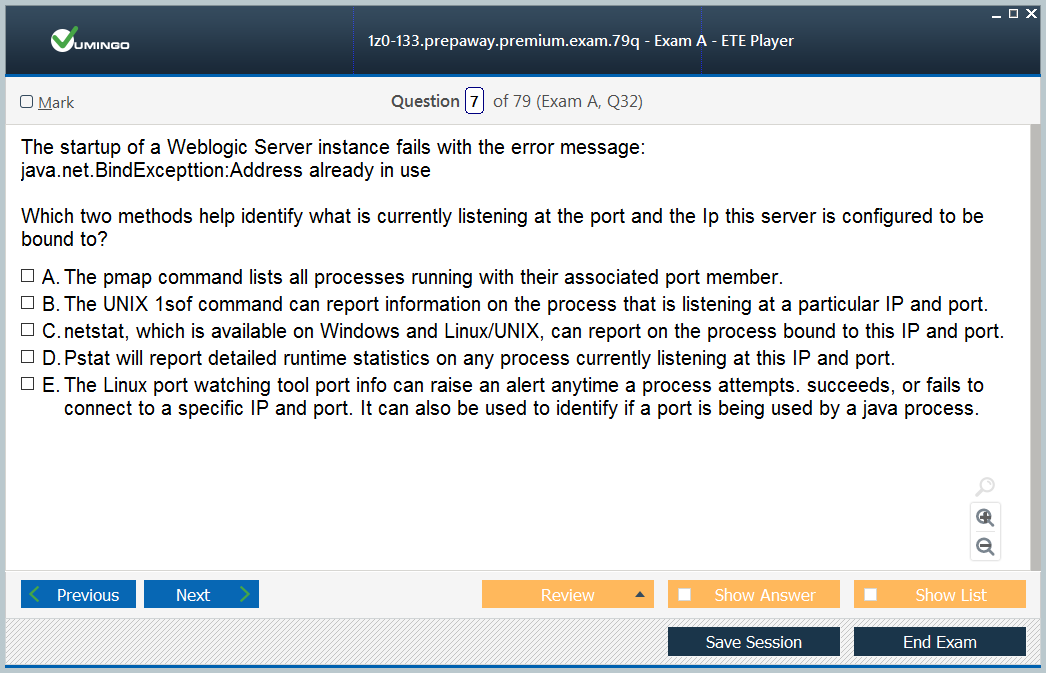 VUMINGO
1z0-133.prepaway.premium.exam.79q - Exam A - ETE Player
Mark
Question 7 of 79 (Exam A, Q32)
The startup of a Weblogic Server instance fails with the error message:
java.net.BindExcepttion:Address already in use
Which two methods help identify what is currently listening at the port and the Ip this server is configured to be
bound to?
A. The pmap command lists all processes running with their associated port member.
B. The UNIX 1sof command can report information on the process that is listening at a particular IP and port.
C. netstat, which is available on Windows and Linux/UNIX, can report on the process bound to this IP and port.
D. Pstat will report detailed runtime statistics on any process currently listening at this IP and port.
E. The Linux port watching tool port info can raise an alert anytime a process attempts. succeeds, or fails to
connect to a specific IP and port. It can also be used to identify if a port is being used by a java process.
Previous
Next
Review
Show Answer
Show List
Save Session
End Exam